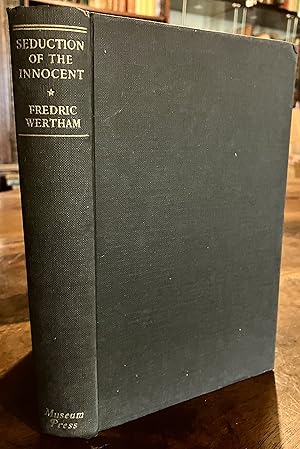 SEDUCTION
OF THE
INNOCENT
★
FREDRIC
WERTHAM
Museum
Press